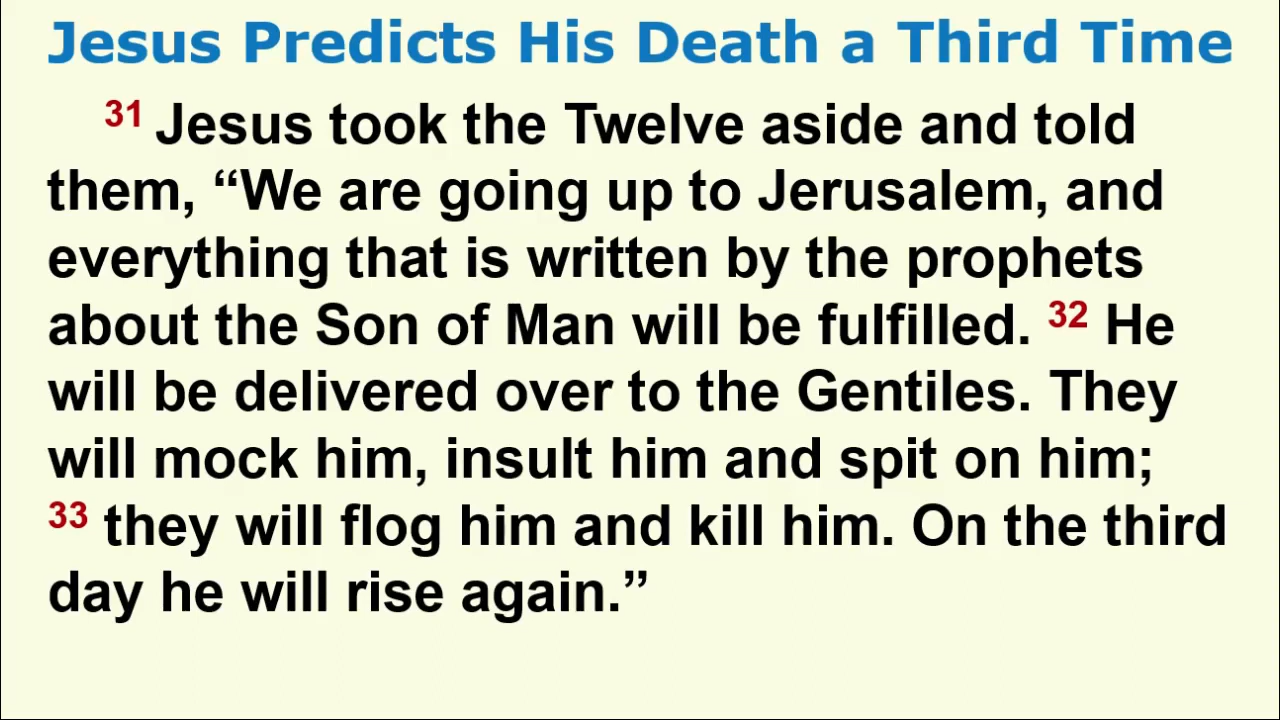 Jesus Predicts His Death a Third Time
31 Jesus took the Twelve aside and told
them, “We are going up to Jerusalem, and
everything that is written by the prophets
about the Son of Man will be fulfilled. 32 He
will be delivered over to the Gentiles. They
will mock him, insult him and spit on him;
33 they will flog him and kill him. On the third
day he will rise again.”